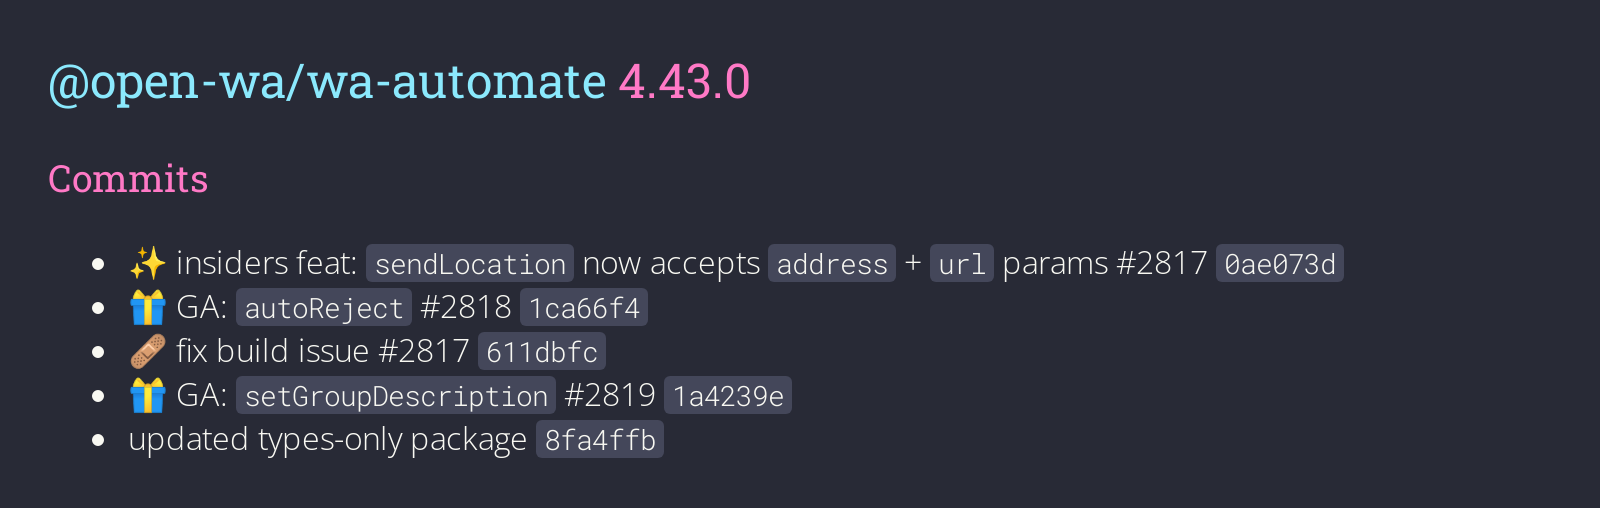 @open-wa/wa-automate 4.43.0
Commits
✨ insiders feat: sendLocation now accepts address + url params #2817 0ae073d
🎁 GA: autoReject #2818 1ca66f4
🩹 fix build issue #2817 611dbfc
🎁 GA: setGroupDescription #2819 1a4239e
updated types-only package 8fa4ffb